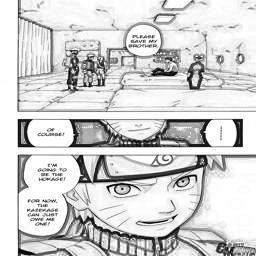 PLEASE
SAVE MY
BROTHER.
OF
COURSE!
I'M
GOING TO
BE THE
HOKAGE!
FOR NOW,
THE
KAZEKAGE
CAN JUST
OWE ME
ONE!